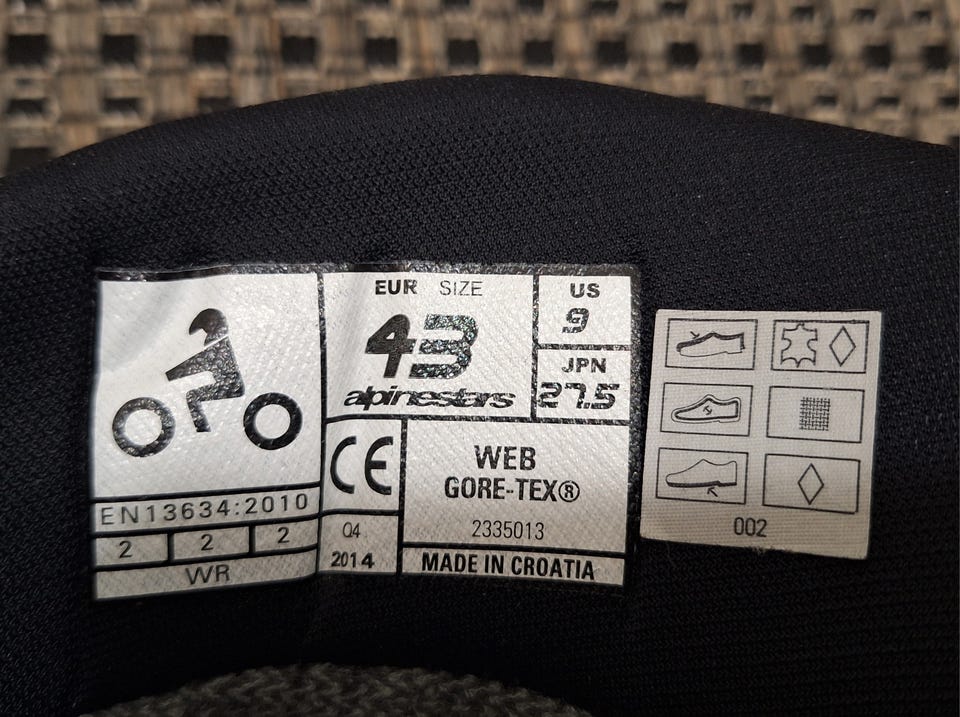 EUR SIZE
43
alpinestars
US
9
JPN
27.5
CE
WEB
GORE-TEX®
2335013
EN13634:2010
2 2 2
WR
Q4
2014
MADE IN CROATIA
002